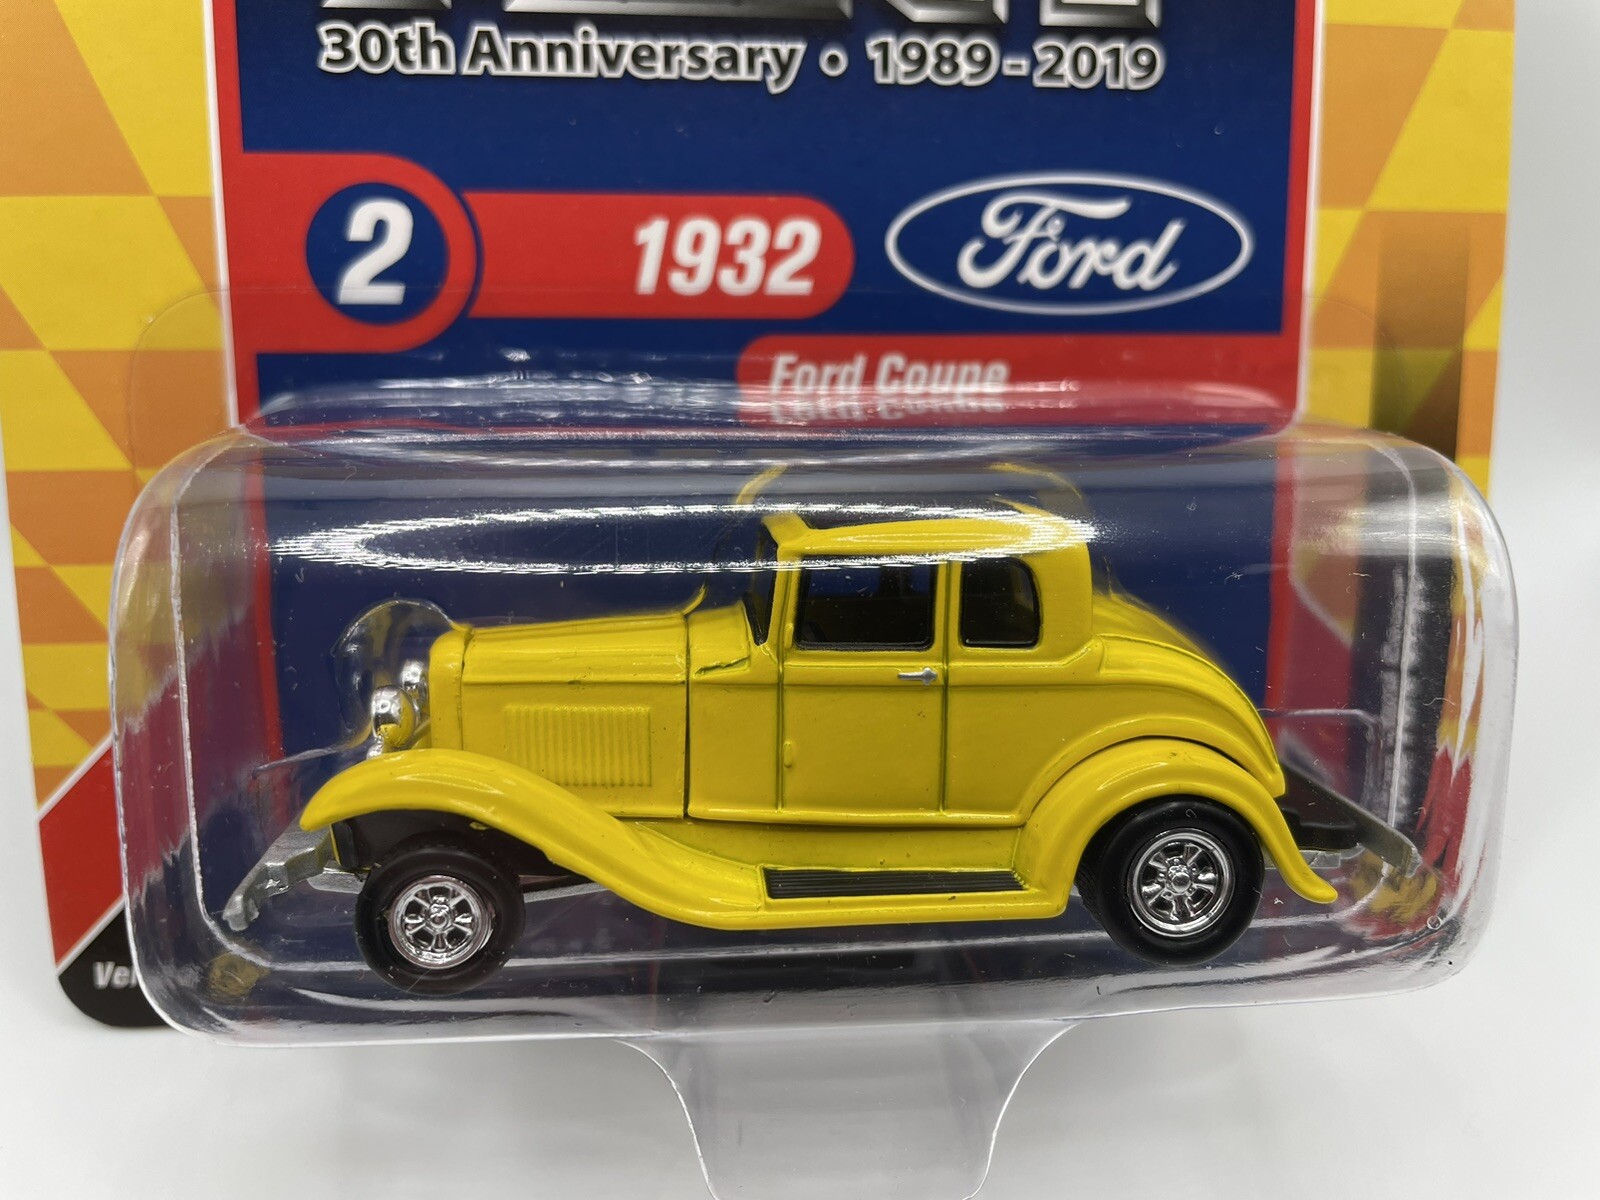 30th Anniversary • 1989-2019
2
1932
Ford
Ford Coupe